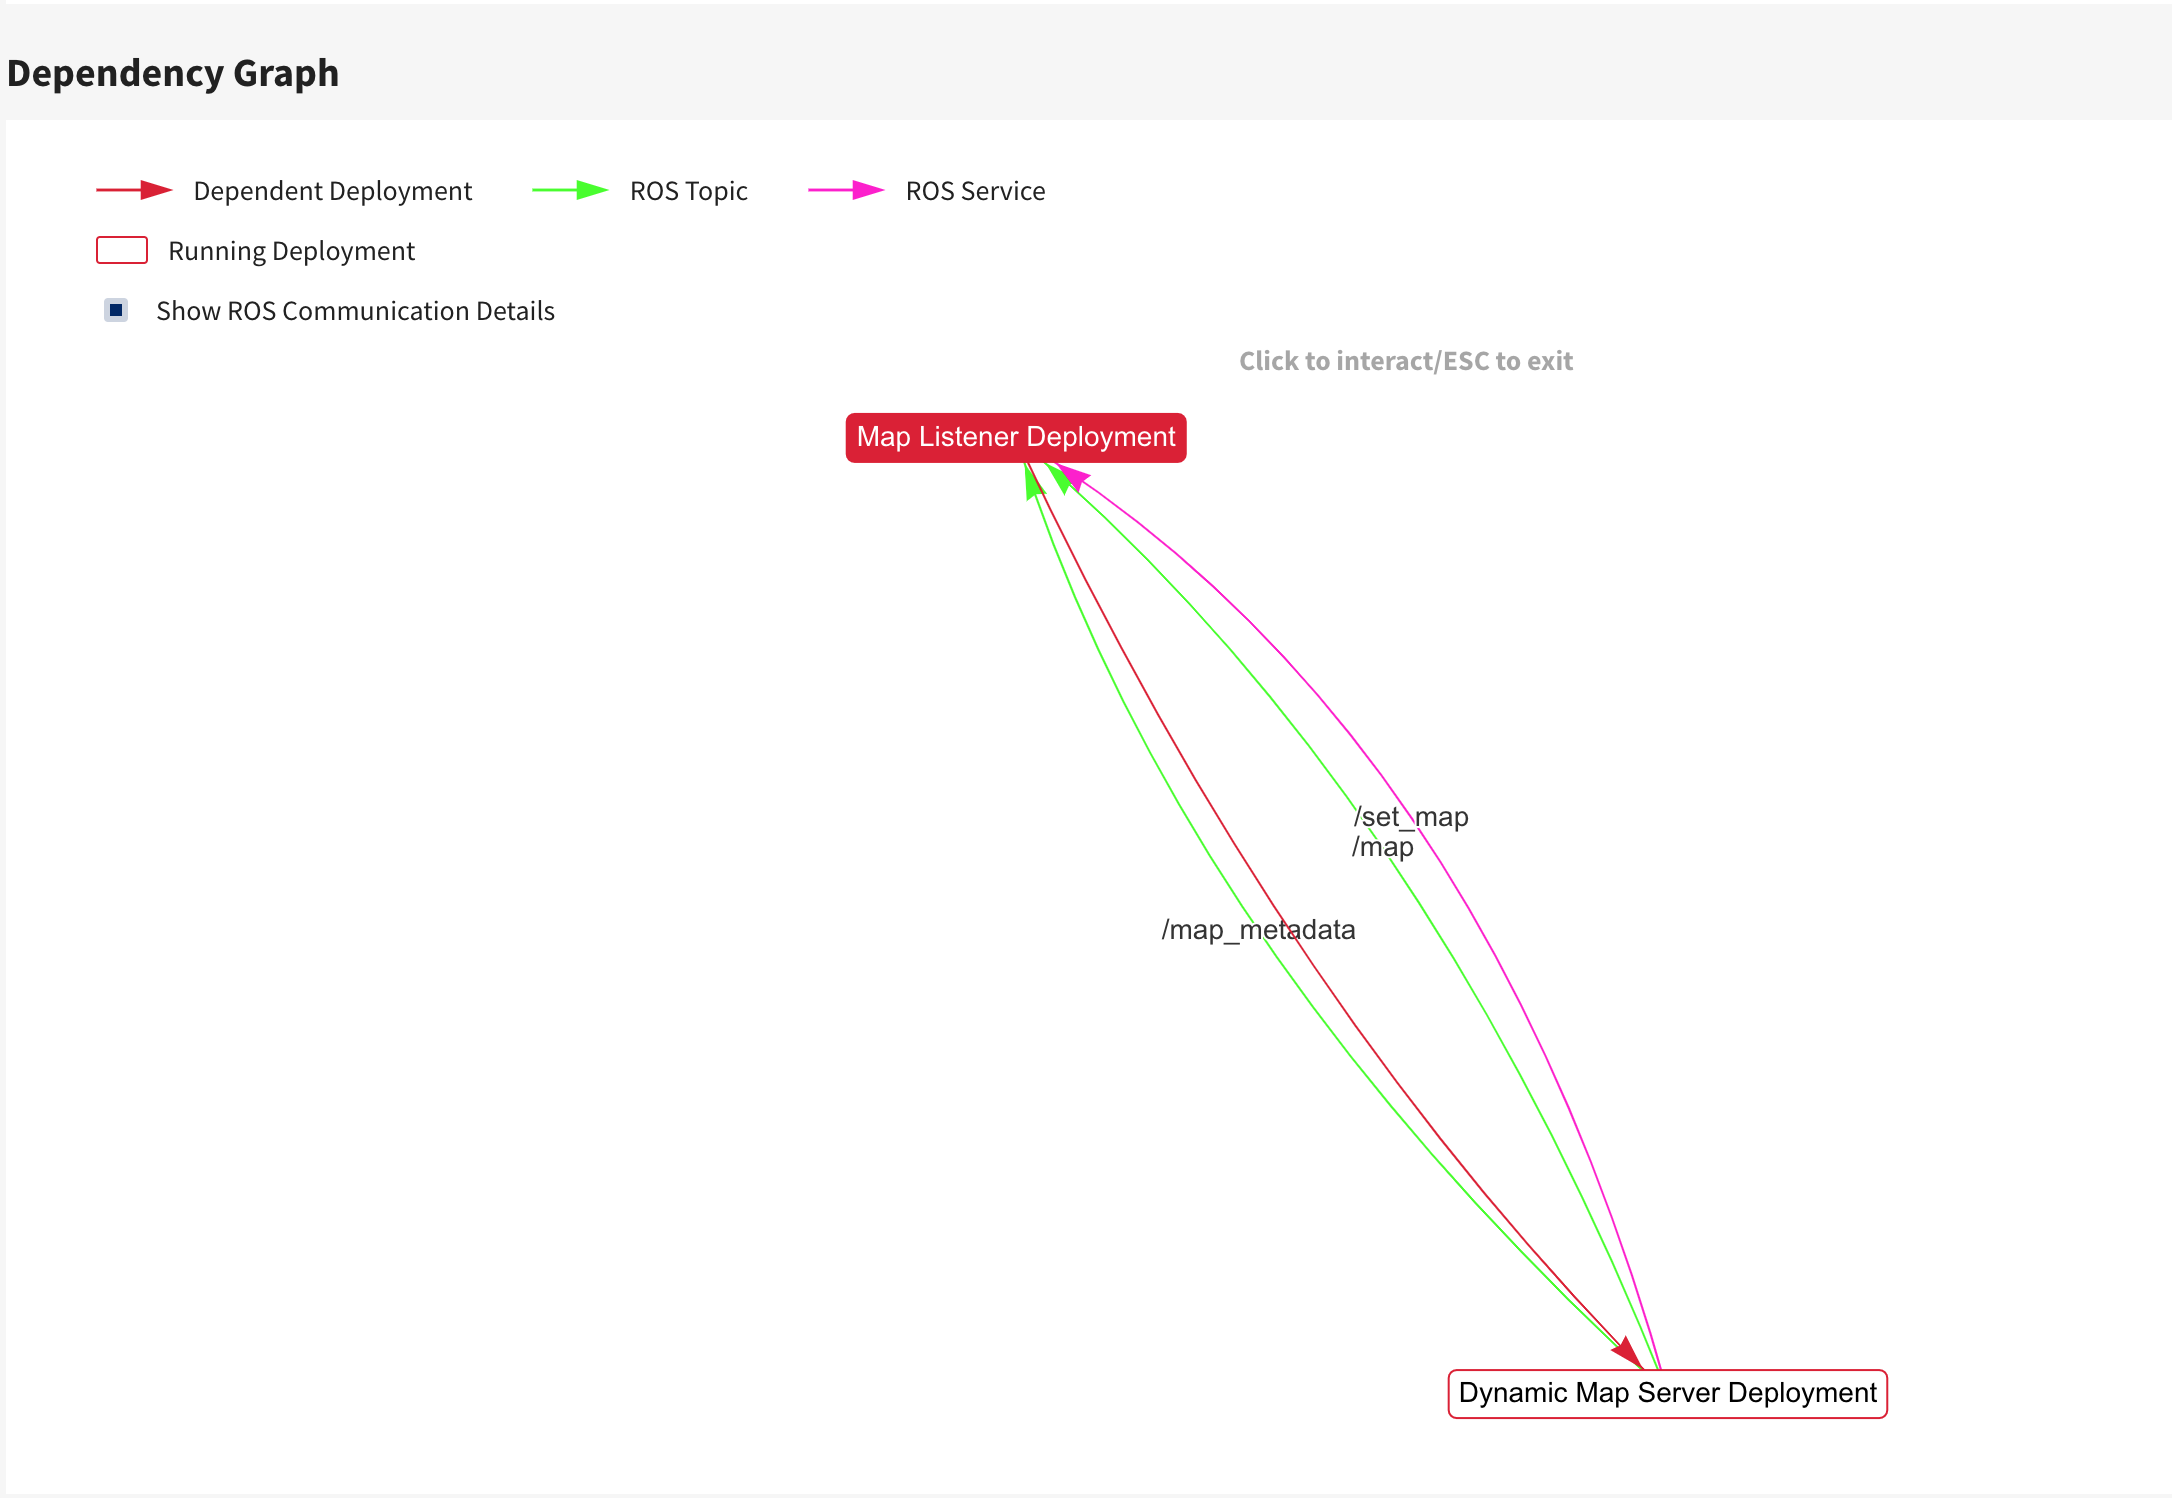 Dependency Graph
Dependent Deployment ROS Topic ROS Service
Running Deployment
Show ROS Communication Details
Click to interact/ESC to exit
Map Listener Deployment
/set_map
/map
/map_metadata
Dynamic Map Server Deployment